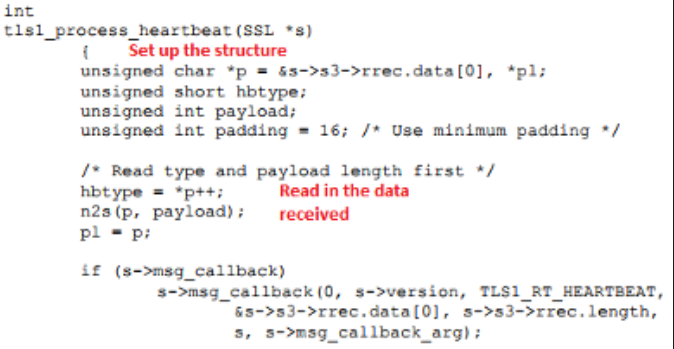 int
tls1_process_heartbeat(SSL *s)
{ Set up the structure
unsigned char *p = &s->s3->rrec.data[0], *pl;
unsigned short hbtype;
unsigned int payload;
unsigned int padding = 16; /* Use minimum padding */
/* Read type and payload length first */
hbtype = *p++; Read in the data
n2s(p, payload); received
pl = p;
if (s->msg_callback)
s->msg_callback(0, s->version, TLS1_RT_HEARTBEAT,
&s->s3->rrec.data[0], s->s3->rrec.length,
s, s->msg_callback_arg);